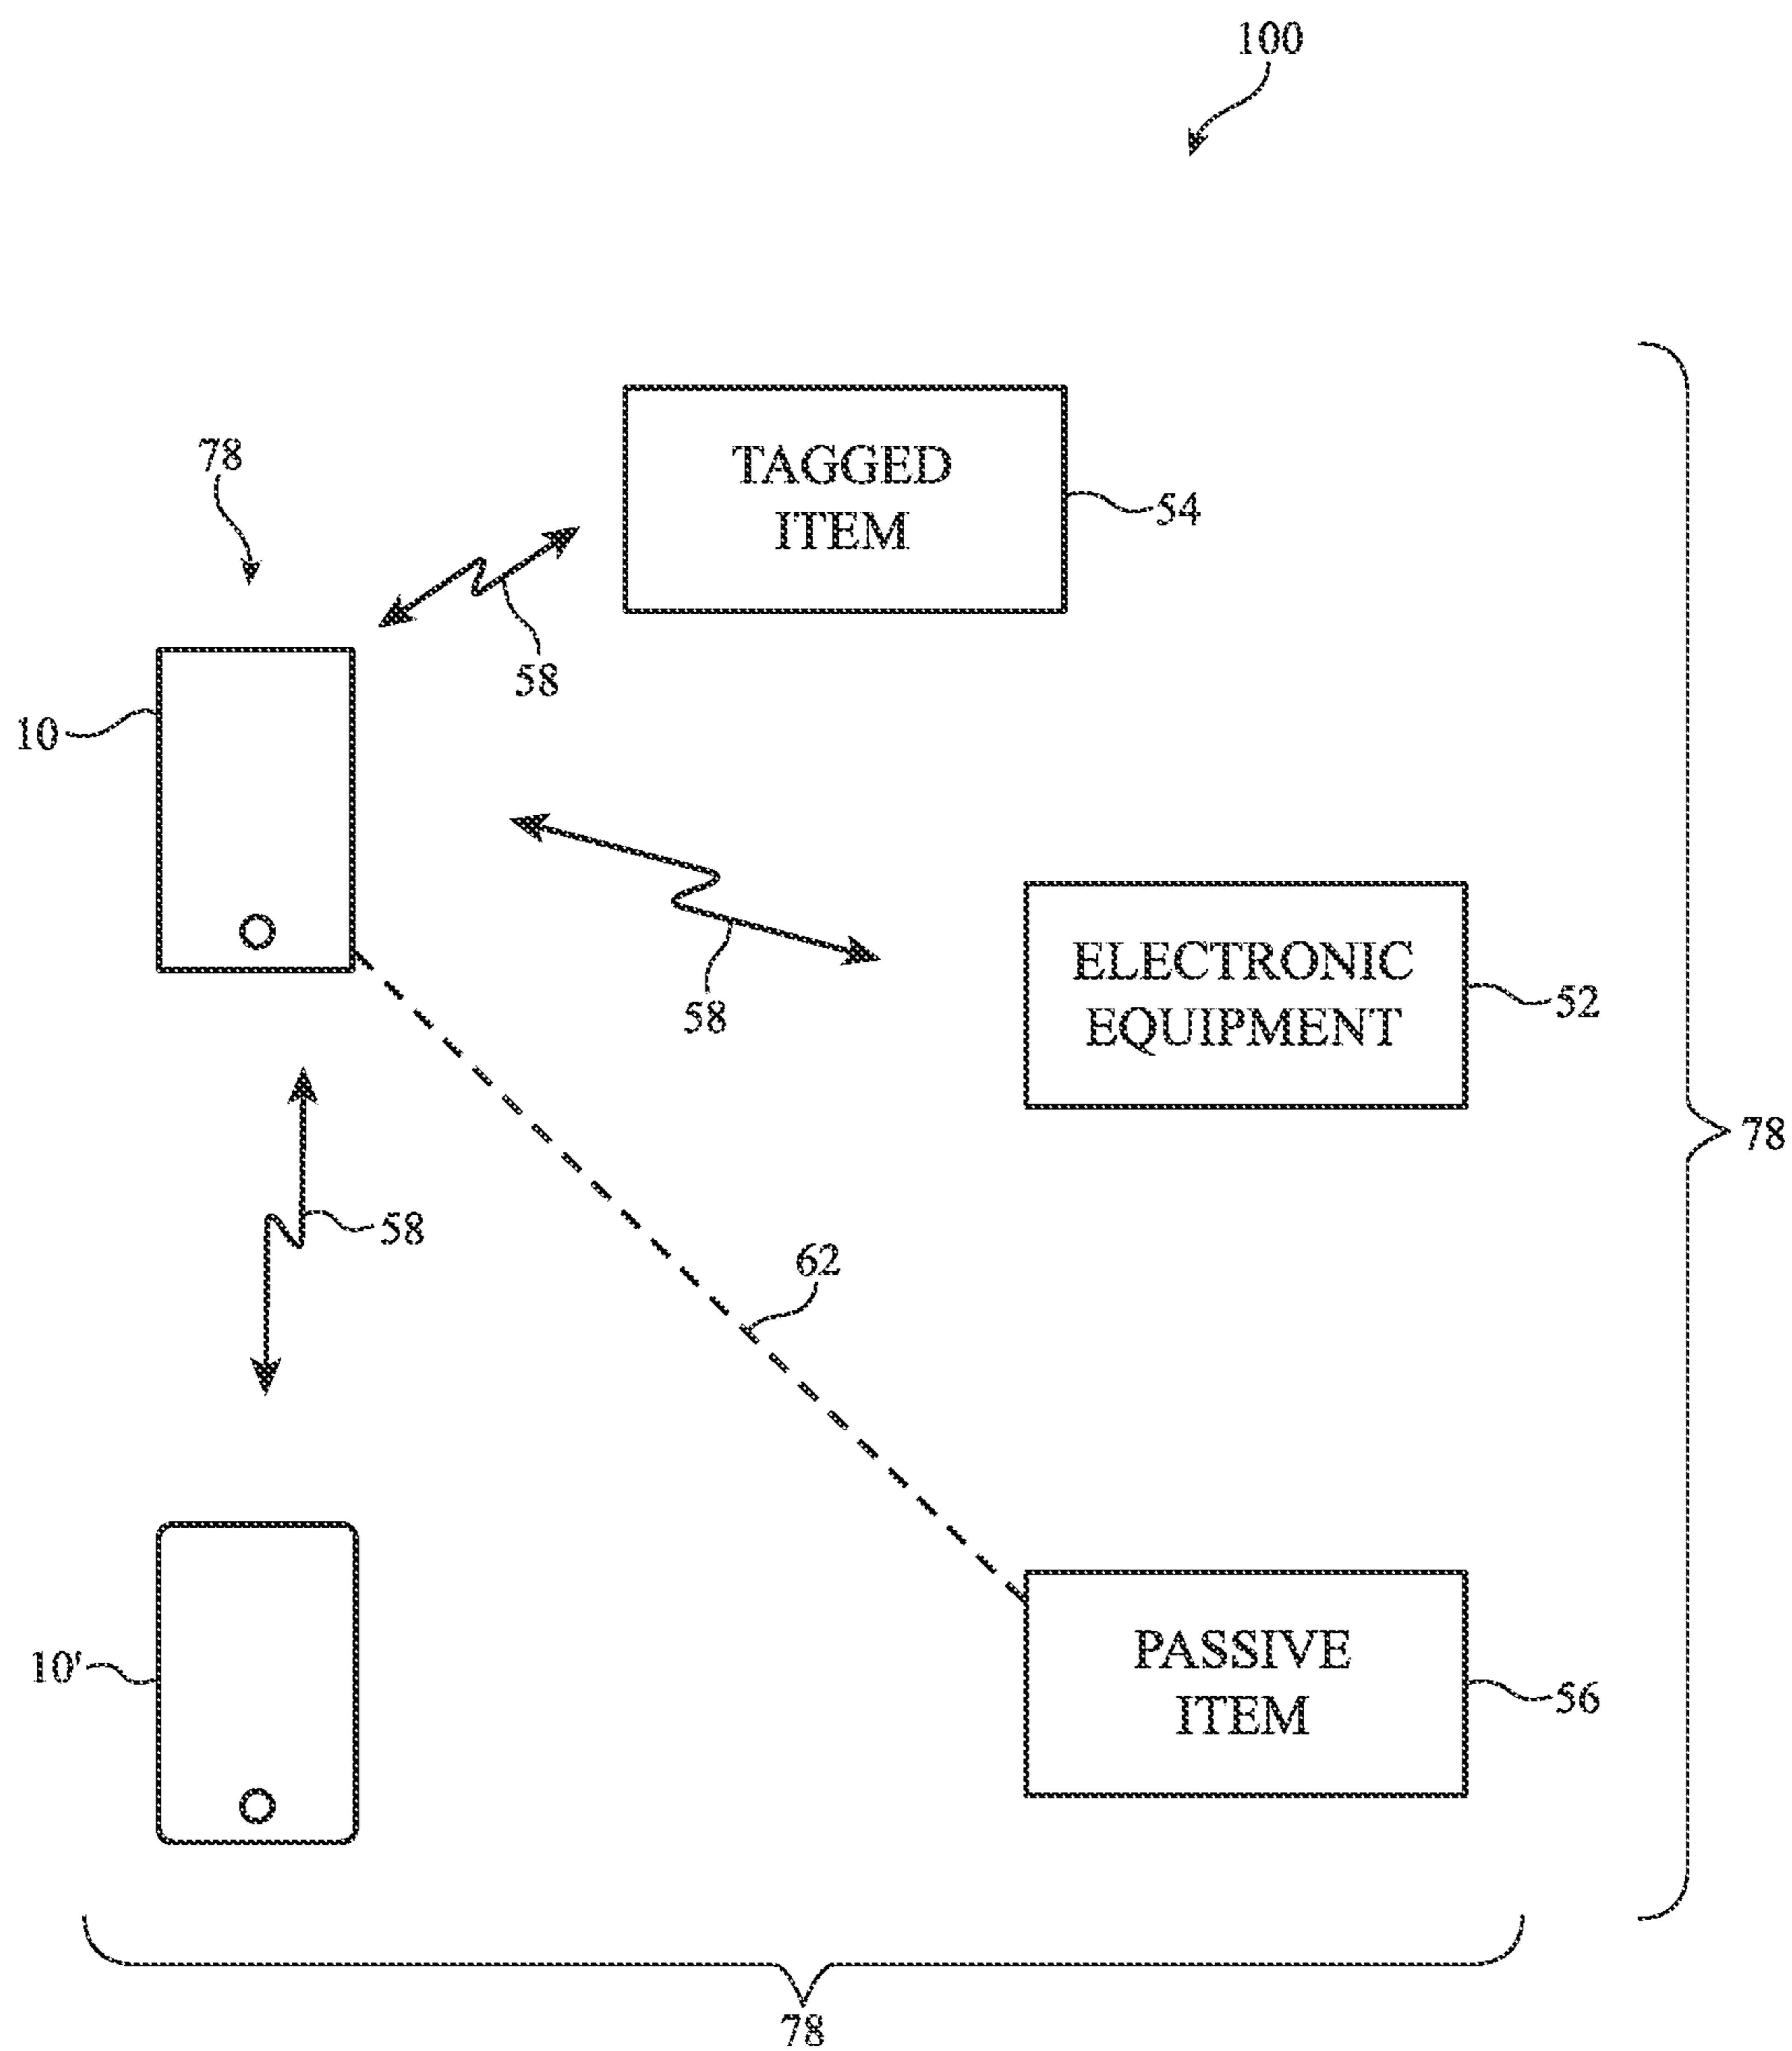 100
78
TAGGED
ITEM
54
58
10
58
ELECTRONIC
EQUIPMENT
52
78
58
62
10'
PASSIVE
ITEM
56
78